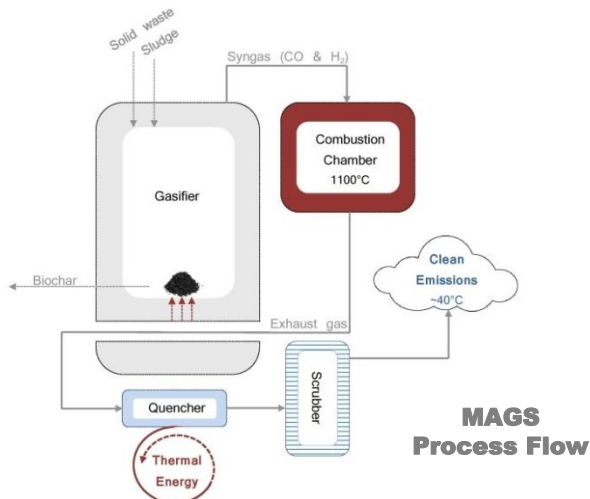 Solid waste
Sludge
Syngas (CO & H₂)
Combustion
Chamber
1100°C
Gasifier
Biochar
Clean
Emissions
~40°C
Exhaust gas
Scrubber
Quencher
Thermal
Energy
MAGS
Process Flow